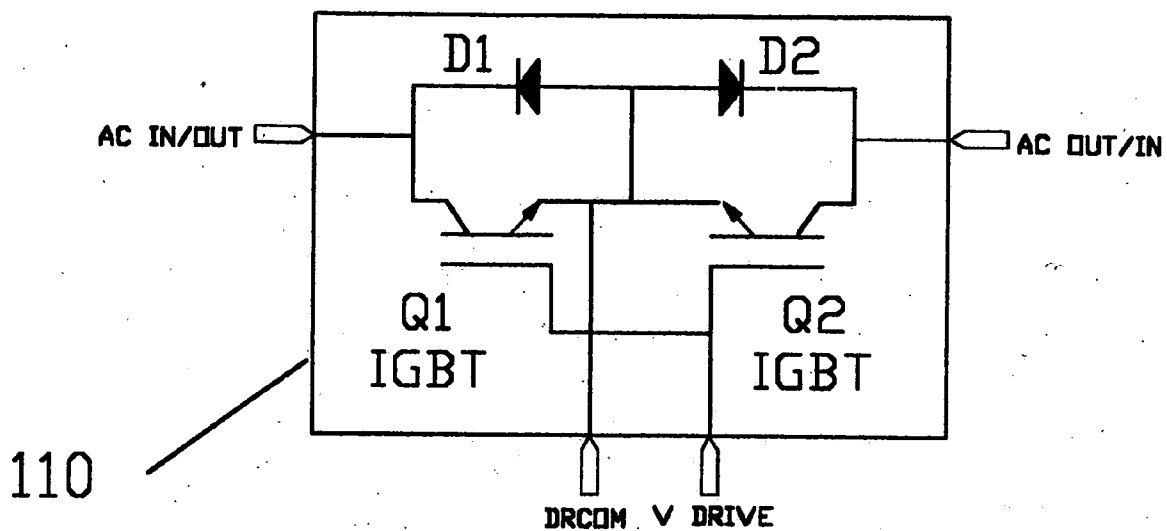 D1
D2
AC IN/OUT
AC OUT/IN
Q1
IGBT
Q2
IGBT
110
DRCOM
V DRIVE